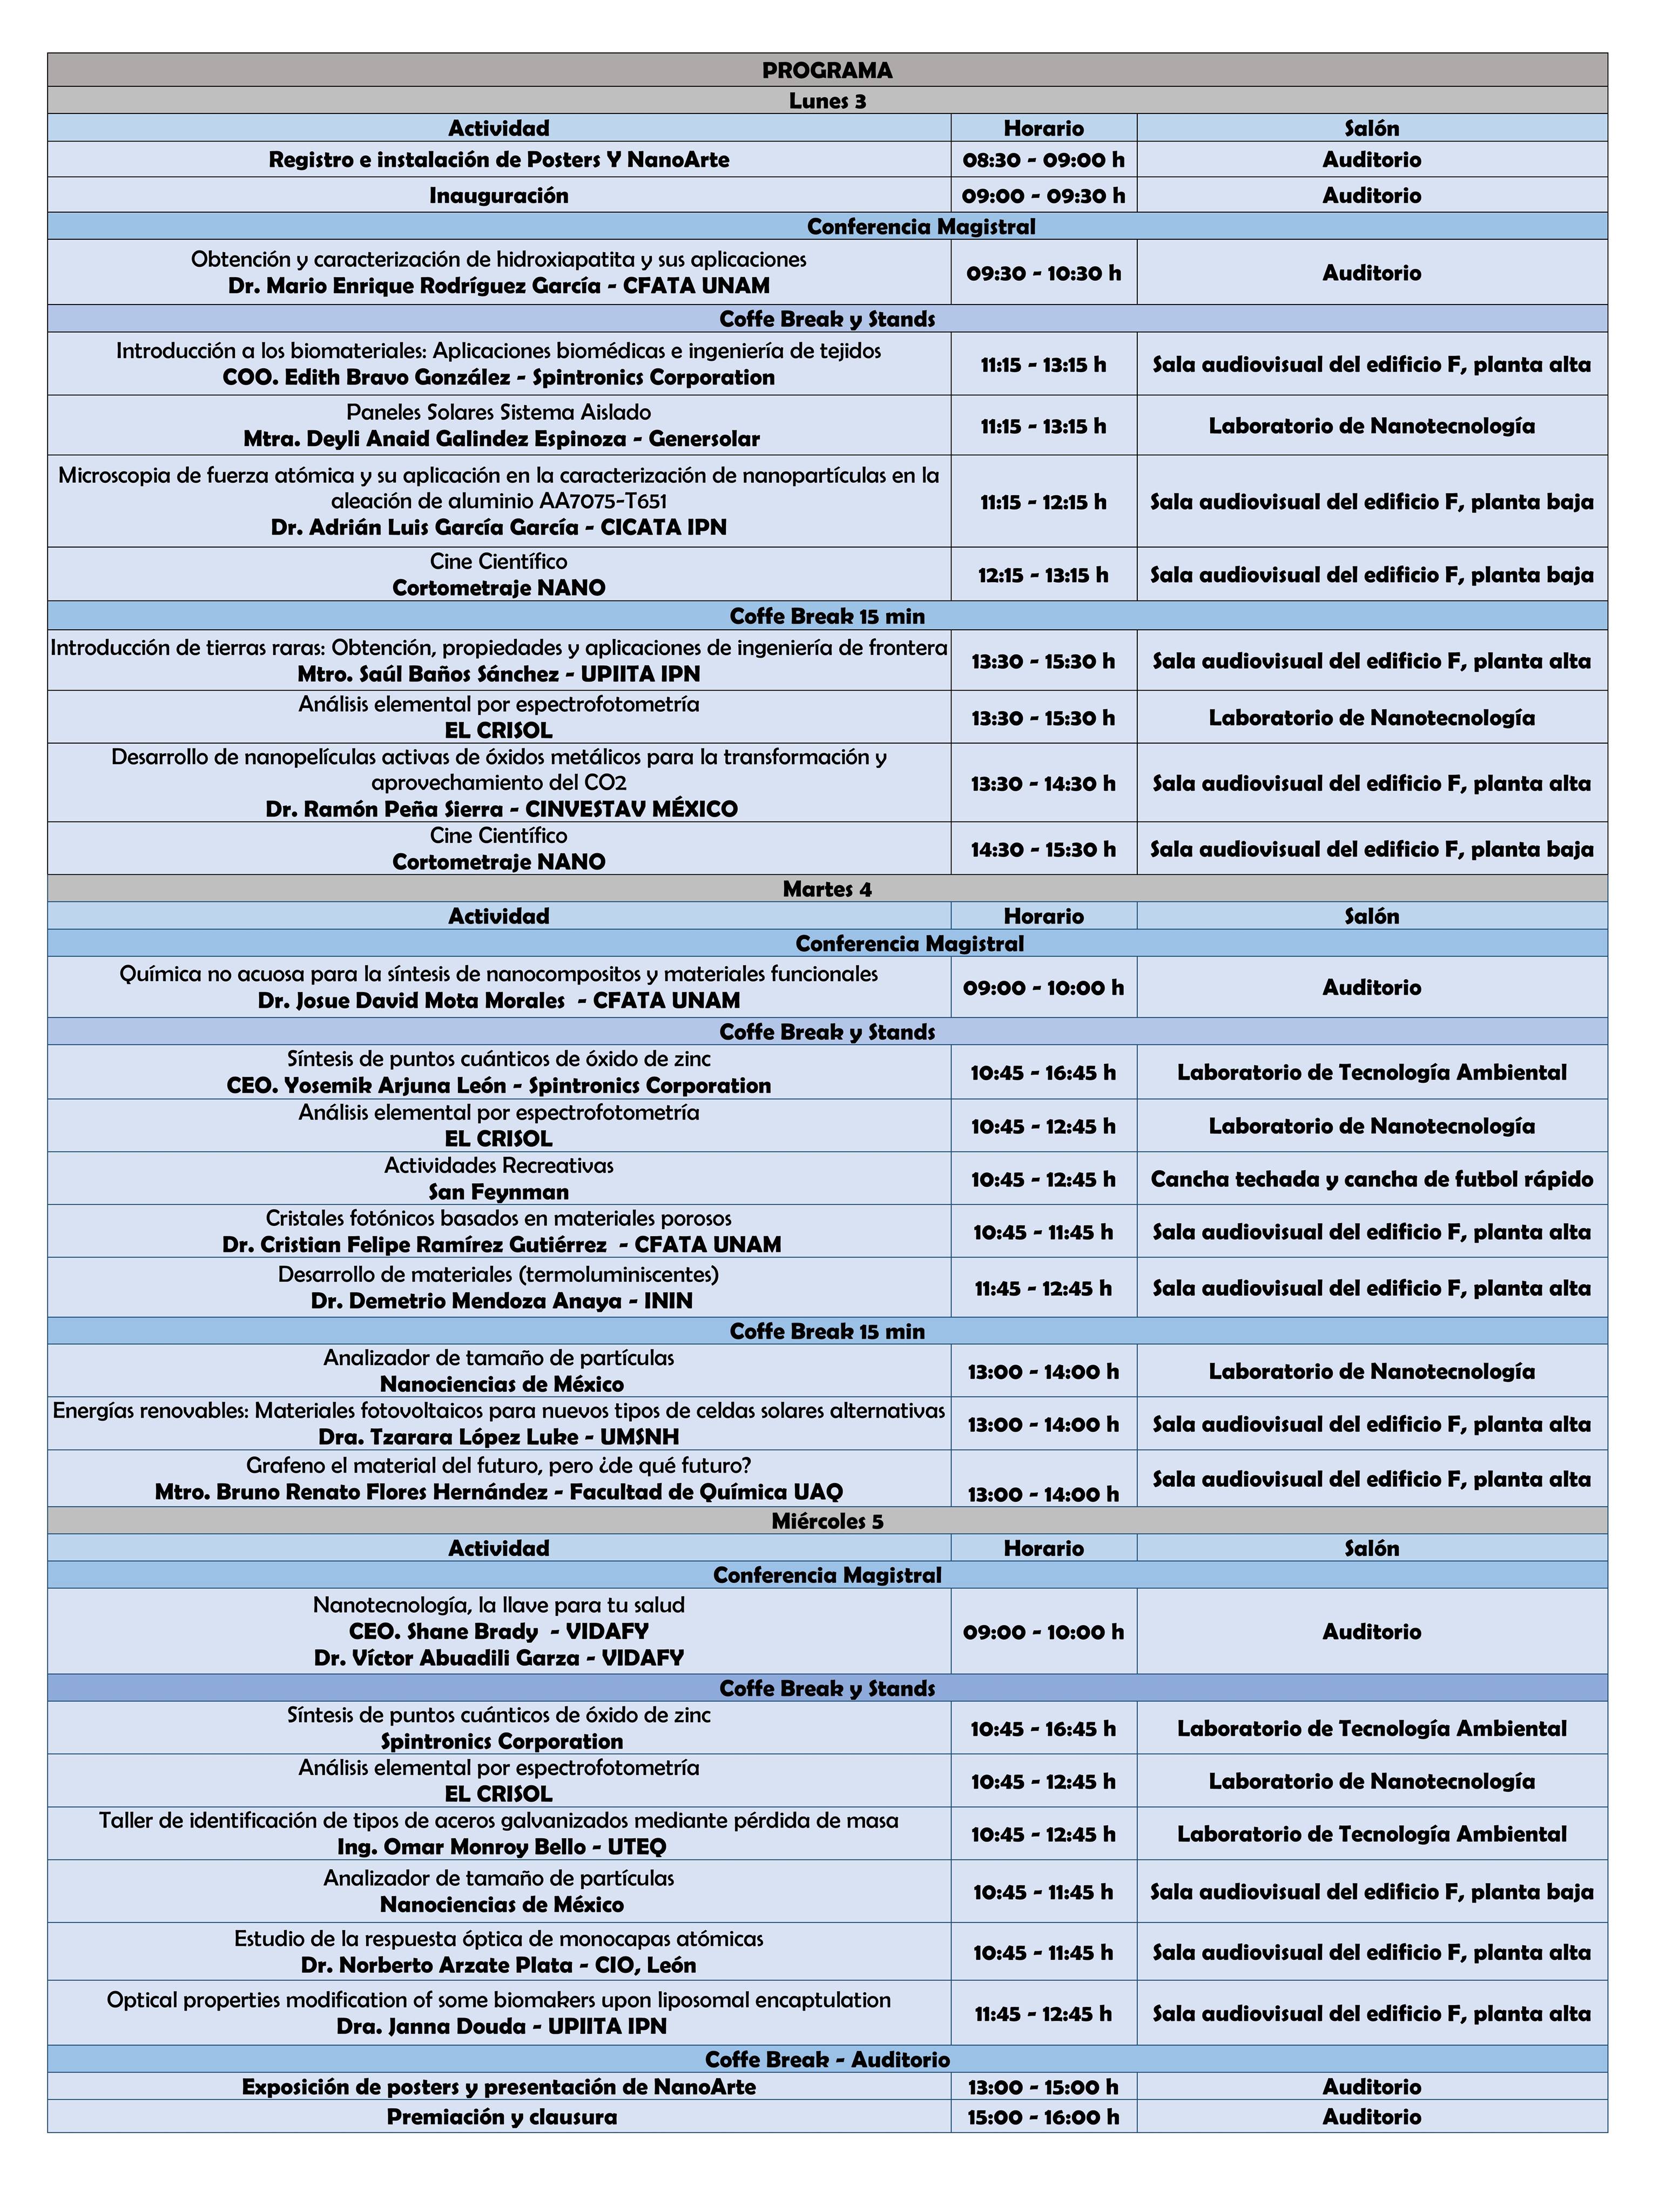 PROGRAMA
Lunes 3
Actividad Horario Salón
Registro e instalación de Posters Y NanoArte 08:30 - 09:00 h Auditorio
Inauguración 09:00 - 09:30 h Auditorio
Conferencia Magistral
Obtención y caracterización de hidroxiapatita y sus aplicaciones
Dr. Mario Enrique Rodríguez García - CFATA UNAM
09:30 - 10:30 h Auditorio
Coffe Break y Stands
Introducción a los biomateriales: Aplicaciones biomédicas e ingeniería de tejidos
COO. Edith Bravo González - Spintronics Corporation
11:15 - 13:15 h Sala audiovisual del edificio F, planta alta
Paneles Solares Sistema Aislado
Mtra. Deyli Anaid Galindez Espinoza - Genersolar
11:15 - 13:15 h Laboratorio de Nanotecnología
Microscopia de fuerza atómica y su aplicación en la caracterización de nanopartículas en la
aleación de aluminio AA7075-T651
Dr. Adrián Luis García García - CICATA IPN
11:15 - 12:15 h Sala audiovisual del edificio F, planta baja
Cine Científico
Cortometraje NANO
12:15 - 13:15 h Sala audiovisual del edificio F, planta baja
Coffe Break 15 min
Introducción de tierras raras: Obtención, propiedades y aplicaciones de ingeniería de frontera
Mtro. Saúl Baños Sánchez - UPIITA IPN
13:30 - 15:30 h Sala audiovisual del edificio F, planta alta
Análisis elemental por espectrofotometría
EL CRISOL
13:30 - 15:30 h Laboratorio de Nanotecnología
Desarrollo de nanopelículas activas de óxidos metálicos para la transformación y
aprovechamiento del CO2
Dr. Ramón Peña Sierra - CINVESTAV MÉXICO
13:30 - 14:30 h Sala audiovisual del edificio F, planta alta
Cine Científico
Cortometraje NANO
14:30 - 15:30 h Sala audiovisual del edificio F, planta baja
Martes 4
Actividad Horario Salón
Conferencia Magistral
Química no acuosa para la síntesis de nanocompositos y materiales funcionales
Dr. Josue David Mota Morales - CFATA UNAM
09:00 - 10:00 h Auditorio
Coffe Break y Stands
Síntesis de puntos cuánticos de óxido de zinc
CEO. Yosemik Arjuna León - Spintronics Corporation
10:45 - 16:45 h Laboratorio de Tecnología Ambiental
Análisis elemental por espectrofotometría
EL CRISOL
10:45 - 12:45 h Laboratorio de Nanotecnología
Actividades Recreativas
San Feynman
10:45 - 12:45 h Cancha techada y cancha de futbol rápido
Cristales fotónicos basados en materiales porosos
Dr. Cristian Felipe Ramírez Gutiérrez - CFATA UNAM
10:45 - 11:45 h Sala audiovisual del edificio F, planta alta
Desarrollo de materiales (termoluminiscentes)
Dr. Demetrio Mendoza Anaya - ININ
11:45 - 12:45 h Sala audiovisual del edificio F, planta alta
Coffe Break 15 min
Analizador de tamaño de partículas
Nanociencias de México
13:00 - 14:00 h Laboratorio de Nanotecnología
Energías renovables: Materiales fotovoltaicos para nuevos tipos de celdas solares alternativas
Dra. Tzarara López Luke - UMSNH
13:00 - 14:00 h Sala audiovisual del edificio F, planta alta
Grafeno el material del futuro, pero ¿de qué futuro?
Mtro. Bruno Renato Flores Hernández - Facultad de Química UAQ
13:00 - 14:00 h Sala audiovisual del edificio F, planta alta
Miércoles 5
Actividad Horario Salón
Conferencia Magistral
Nanotecnología, la llave para tu salud
CEO. Shane Brady - VIDAFY
Dr. Víctor Abuadili Garza - VIDAFY
09:00 - 10:00 h Auditorio
Coffe Break y Stands
Síntesis de puntos cuánticos de óxido de zinc
Spintronics Corporation
10:45 - 16:45 h Laboratorio de Tecnología Ambiental
Análisis elemental por espectrofotometría
EL CRISOL
10:45 - 12:45 h Laboratorio de Nanotecnología
Taller de identificación de tipos de aceros galvanizados mediante pérdida de masa
Ing. Omar Monroy Bello - UTEQ
10:45 - 12:45 h Laboratorio de Tecnología Ambiental
Analizador de tamaño de partículas
Nanociencias de México
10:45 - 11:45 h Sala audiovisual del edificio F, planta baja
Estudio de la respuesta óptica de monocapas atómicas
Dr. Norberto Arzate Plata - CIO, León
10:45 - 11:45 h Sala audiovisual del edificio F, planta alta
Optical properties modification of some biomakers upon liposomal encaptulation
Dra. Janna Douda - UPIITA IPN
11:45 - 12:45 h Sala audiovisual del edificio F, planta alta
Coffe Break - Auditorio
Exposición de posters y presentación de NanoArte 13:00 - 15:00 h Auditorio
Premiación y clausura 15:00 - 16:00 h Auditorio